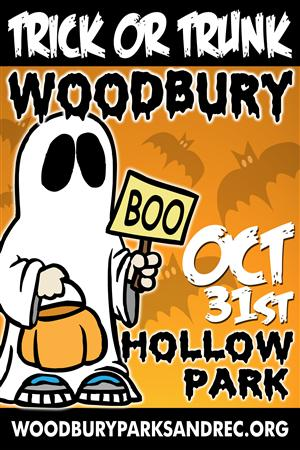 TRICK OR TRUNK
WOODBURY
BOO
OCT
31ST
HOLLOW
PARK
WOODBURYPARKSANDREC.ORG